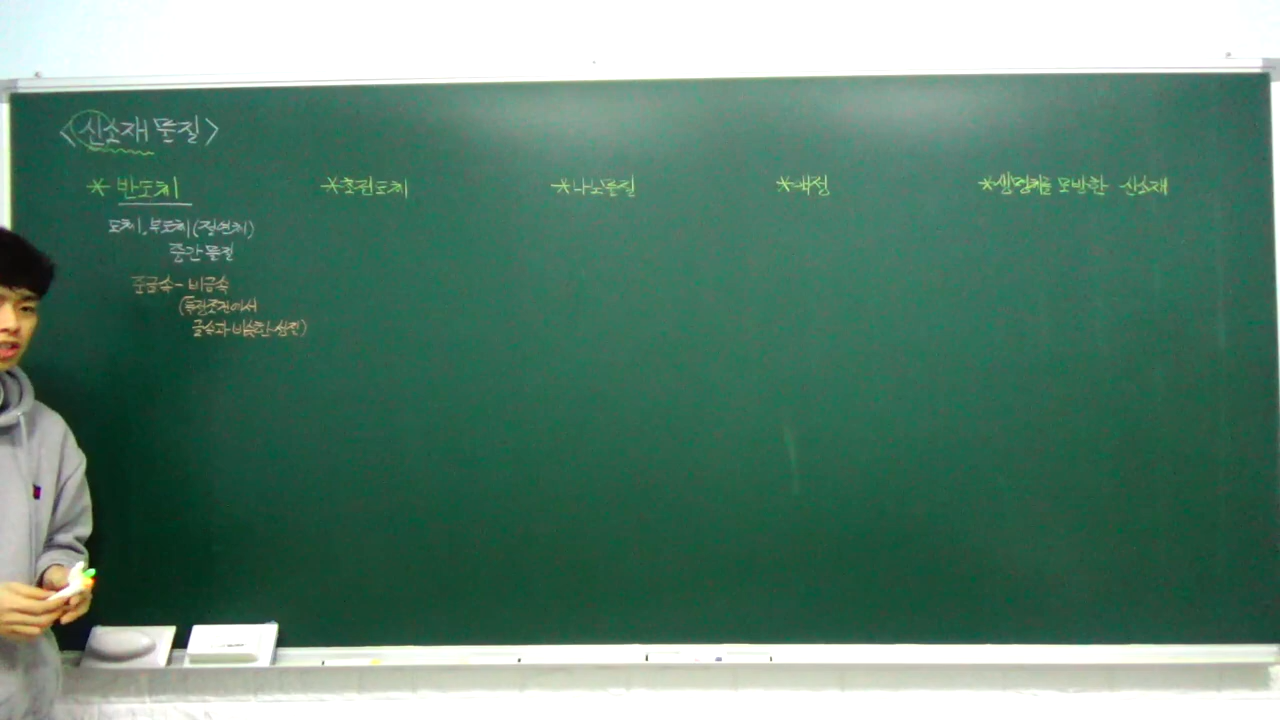 <신소재 물질>
* 반도체
도체, 부도체(절연체)
중간 물질
준금속 - 비금속
(특정조건에서
금속과 비슷한 성질)
* 초전도체
* 나노물질
* 액정
* 생명체를 모방한 신소재